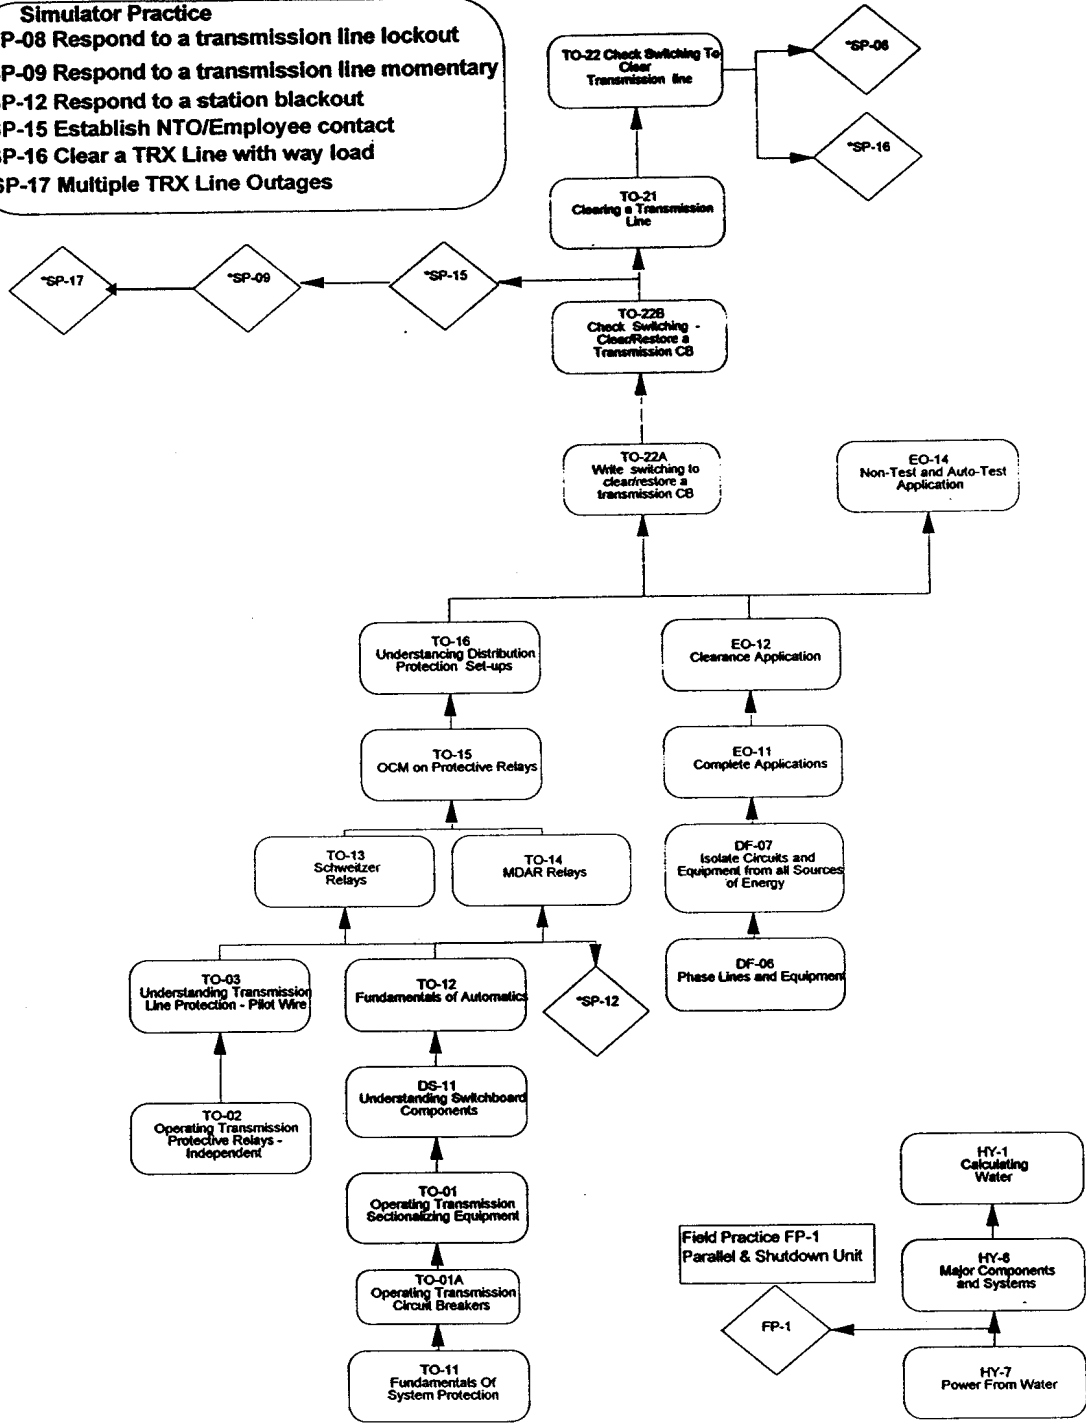 Simulator Practice
P-08 Respond to a transmission line lockout
P-09 Respond to a transmission line momentary
P-12 Respond to a station blackout
P-15 Establish NTO/Employee contact
P-16 Clear a TRX Line with way load
SP-17 Multiple TRX Line Outages
TO-22 Check Switching To
Clear
Transmission line
*SP-08
*SP-16
TO-21
Clearing a Transmission
Line
*SP-17
*SP-09
*SP-15
TO-22B
Check Switching -
Clear/Restore a
Transmission CB
TO-22A
Write switching to
clear/restore a
transmission CB
EO-14
Non-Test and Auto-Test
Application
TO-16
Understancing Distribution
Protection Set-ups
EO-12
Clearance Application
TO-15
OCM on Protective Relays
EO-11
Complete Applications
TO-13
Schweitzer
Relays
TO-14
MDAR Relays
DF-07
Isolate Circuits and
Equipment from all Sources
of Energy
DF-06
Phase Lines and Equipment
TO-03
Understanding Transmission
Line Protection - Pilot Wire
TO-12
Fundamentals of Automatics
*SP-12
DS-11
Understanding Switchboard
Components
TO-02
Operating Transmission
Protective Relays -
Independent
TO-01
Operating Transmission
Sectionalizing Equipment
TO-01A
Operating Transmission
Circuit Breakers
TO-11
Fundamentals Of
System Protection
HY-1
Calculating
Water
Field Practice FP-1
Parallel & Shutdown Unit
HY-6
Major Components
and Systems
FP-1
HY-7
Power From Water